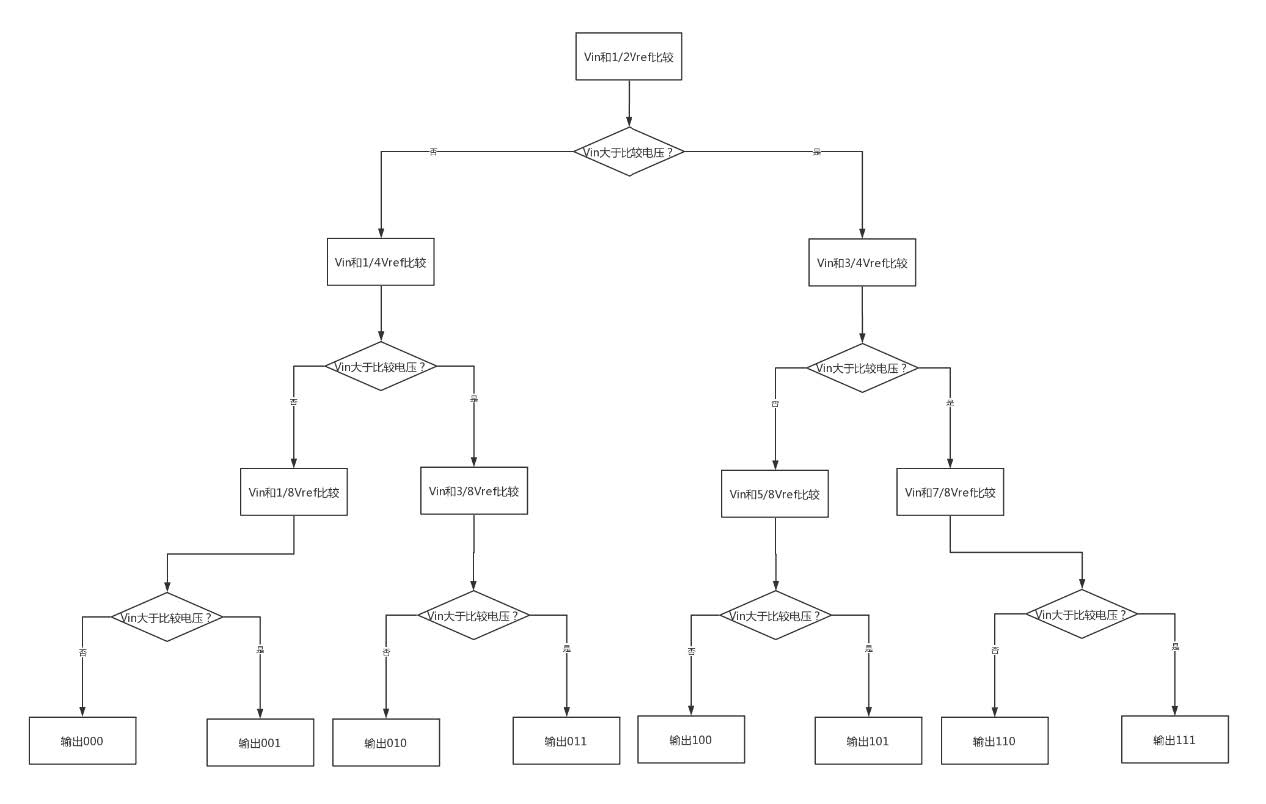 Vin和1/2Vref比较
Vin大于比较电压？
否
是
Vin和1/4Vref比较
Vin和3/4Vref比较
Vin大于比较电压？
Vin大于比较电压？
否
是
否
是
Vin和1/8Vref比较
Vin和3/8Vref比较
Vin和5/8Vref比较
Vin和7/8Vref比较
Vin大于比较电压？
Vin大于比较电压？
Vin大于比较电压？
Vin大于比较电压？
否
是
否
是
否
是
否
是
输出000
输出001
输出010
输出011
输出100
输出101
输出110
输出111